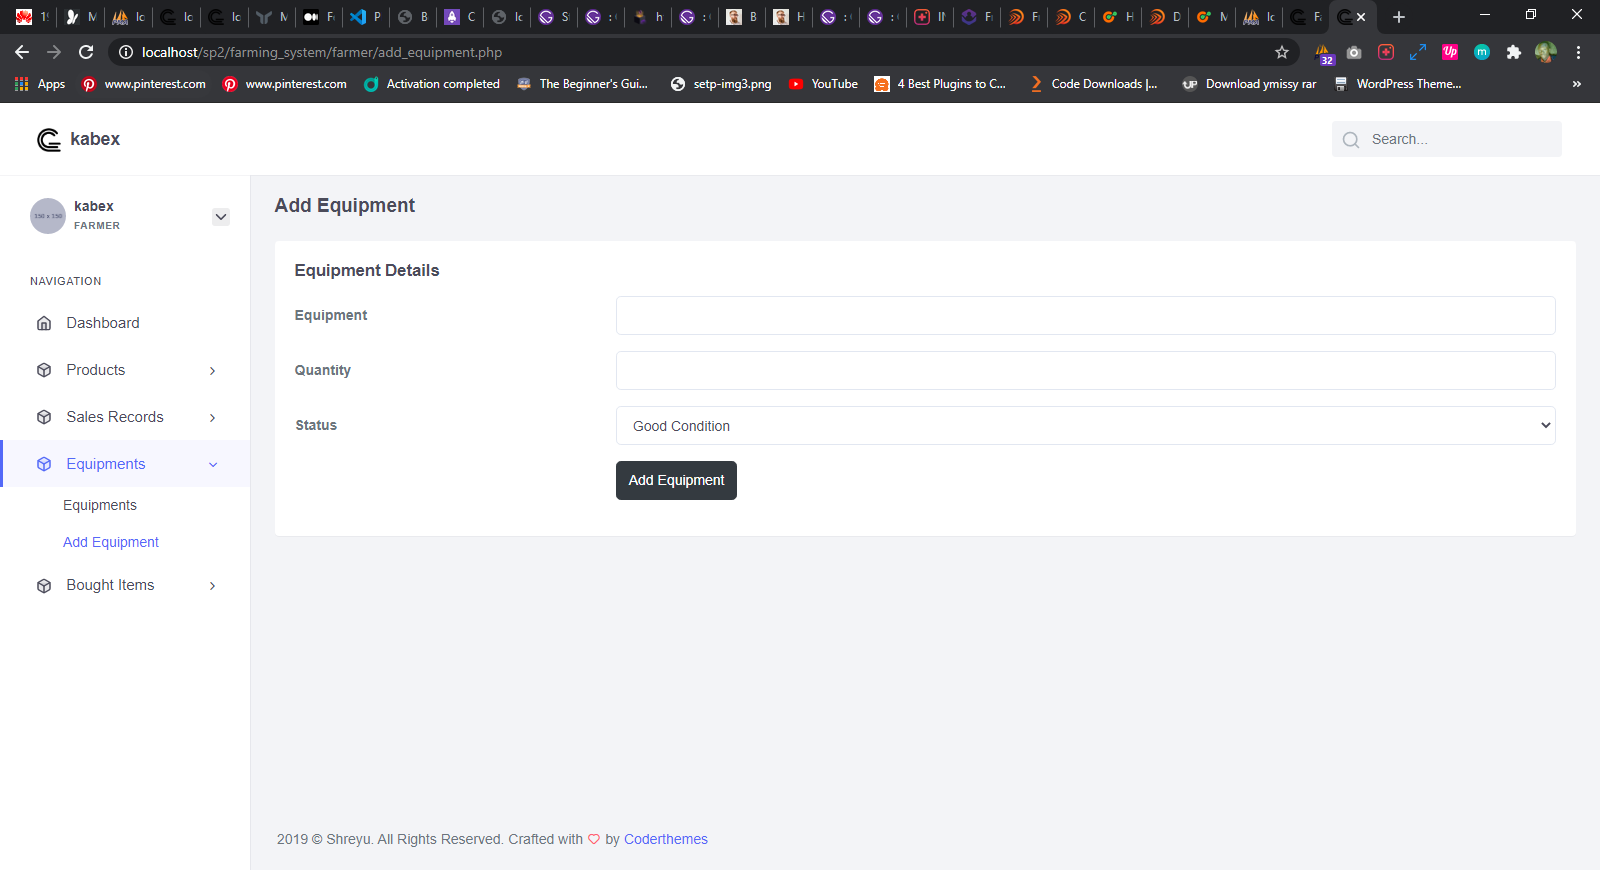 localhost/sp2/farming_system/farmer/add_equipment.php
32
Up
m
Apps
www.pinterest.com
www.pinterest.com
Activation completed
The Beginner's Gui...
setp-img3.png
YouTube
4 Best Plugins to C...
Code Downloads |...
Download ymissy rar
WordPress Theme...
»
kabex
Search...
150 x 150
kabex
FARMER
NAVIGATION
Dashboard
Products
Sales Records
Equipments
Equipments
Add Equipment
Bought Items
Add Equipment
Equipment Details
Equipment
Quantity
Status
Good Condition
Add Equipment
2019 © Shreyu. All Rights Reserved. Crafted with by Coderthemes